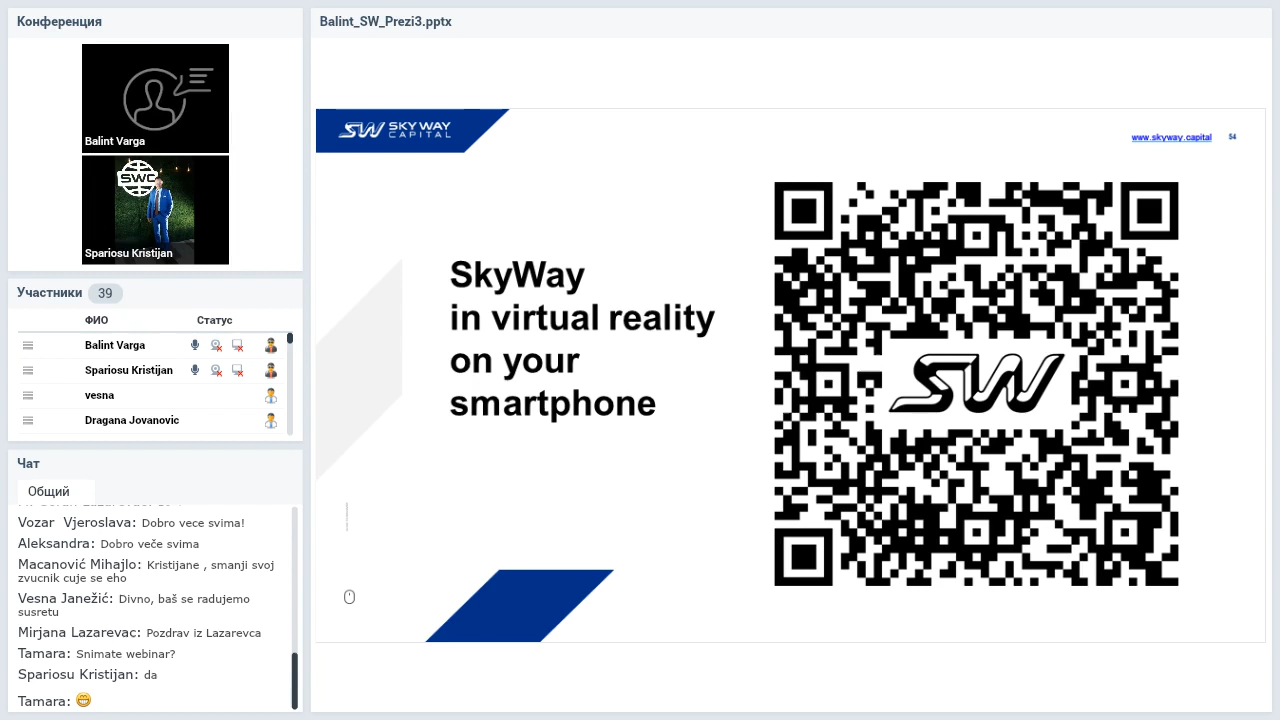 Конференция
Balint Varga
SWC
Spariosu Kristijan
Участники 39
ФИО Статус
Balint Varga
Spariosu Kristijan
vesna
Dragana Jovanovic
Чат
Общий
Vozar Vjeroslava: Dobro vece svima!
Aleksandra: Dobro veče svima
Macanović Mihajlo: Kristijane , smanji svoj
zvucnik cuje se eho
Vesna Janežić: Divno, baš se radujemo
susretu
Mirjana Lazarevac: Pozdrav iz Lazarevca
Tamara: Snimate webinar?
Spariosu Kristijan: da
Tamara: 😁
Balint_SW_Prezi3.pptx
SW SKY WAY
CAPITAL
www.skyway.capital 54
SkyWay
in virtual reality
on your
smartphone
SW